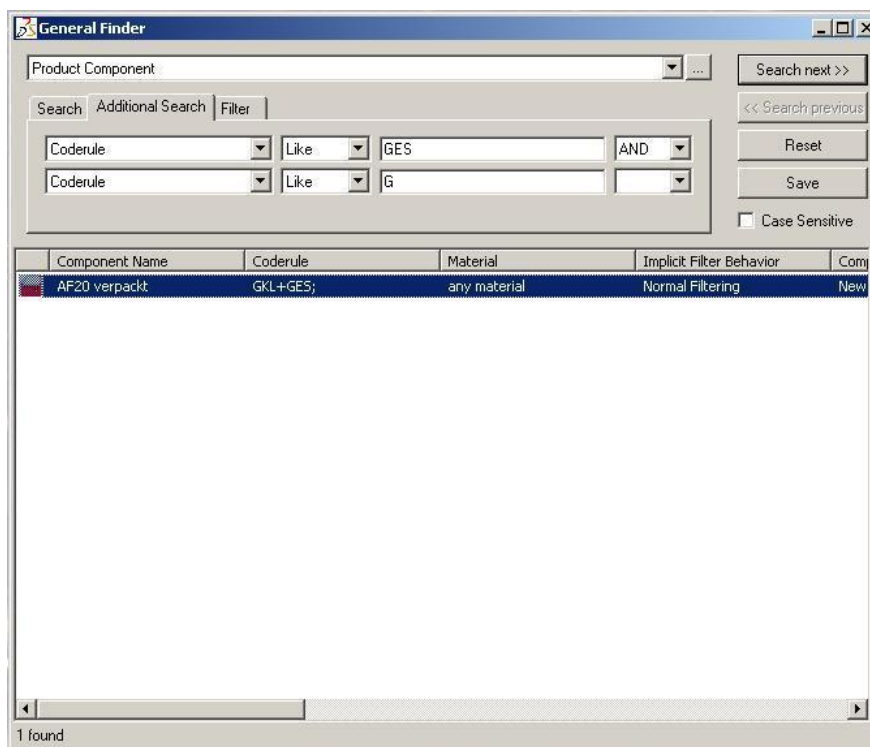 General Finder
Product Component
...
Search next >>
Search Additional Search Filter
<< Search previous
Coderule Like GES AND
Reset
Coderule Like G
Save
Case Sensitive
Component Name Coderule Material Implicit Filter Behavior Comp
AF20 verpackt GKL+GES; any material Normal Filtering New
1 found